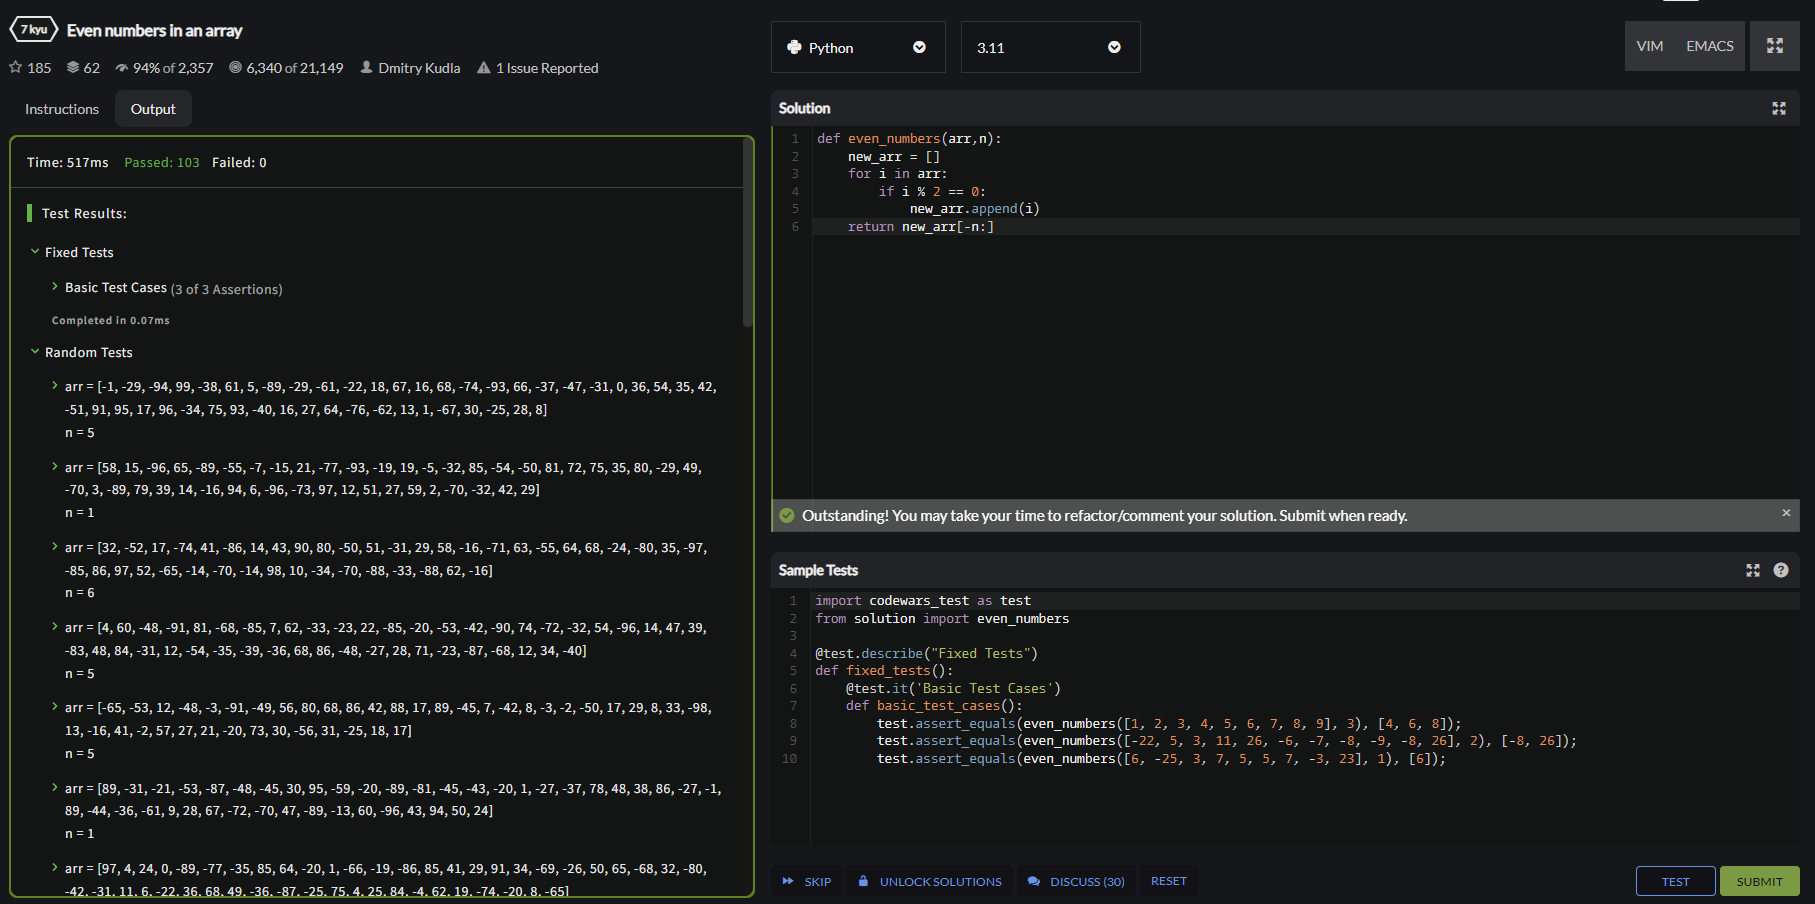 7 kyu Even numbers in an array
185 62 94% of 2,357 6,340 of 21,149 Dmitry Kudla 1 Issue Reported
Instructions Output
Time: 517ms Passed: 103 Failed: 0
Test Results:
Fixed Tests
Basic Test Cases (3 of 3 Assertions)
Completed in 0.07ms
Random Tests
arr = [-1, -29, -94, 99, -38, 61, 5, -89, -29, -61, -22, 18, 67, 16, 68, -74, -93, 66, -37, -47, -31, 0, 36, 54, 35, 42,
-51, 91, 95, 17, 96, -34, 75, 93, -40, 16, 27, 64, -76, -62, 13, 1, -67, 30, -25, 28, 8]
n = 5
arr = [58, 15, -96, 65, -89, -55, -7, -15, 21, -77, -93, -19, 19, -5, -32, 85, -54, -50, 81, 72, 75, 35, 80, -29, 49,
-70, 3, -89, 79, 39, 14, -16, 94, 6, -96, -73, 97, 12, 51, 27, 59, 2, -70, -32, 42, 29]
n = 1
arr = [32, -52, 17, -74, 41, -86, 14, 43, 90, 80, -50, 51, -31, 29, 58, -16, -71, 63, -55, 64, 68, -24, -80, 35, -97,
-85, 86, 97, 52, -65, -14, -70, -14, 98, 10, -34, -70, -88, -33, -88, 62, -16]
n = 6
arr = [4, 60, -48, -91, 81, -68, -85, 7, 62, -33, -23, 22, -85, -20, -53, -42, -90, 74, -72, -32, 54, -96, 14, 47, 39,
-83, 48, 84, -31, 12, -54, -35, -39, -36, 68, 86, -48, -27, 28, 71, -23, -87, -68, 12, 34, -40]
n = 5
arr = [-65, -53, 12, -48, -3, -91, -49, 56, 80, 68, 86, 42, 88, 17, 89, -45, 7, -42, 8, -3, -2, -50, 17, 29, 8, 33, -98,
13, -16, 41, -2, 57, 27, 21, -20, 73, 30, -56, 31, -25, 18, 17]
n = 5
arr = [89, -31, -21, -53, -87, -48, -45, 30, 95, -59, -20, -89, -81, -45, -43, -20, 1, -27, -37, 78, 48, 38, 86, -27, -1,
89, -44, -36, -61, 9, 28, 67, -72, -70, 47, -89, -13, 60, -96, 43, 94, 50, 24]
n = 1
arr = [97, 4, 24, 0, -89, -77, -35, 85, 64, -20, 1, -66, -19, -86, 85, 41, 29, 91, 34, -69, -26, 50, 65, -68, 32, -80,
-42, -31, 11, 6, -22, 36, 68, 49, -36, -87, -25, 75, 4, 25, 84, -4, 62, 19, -74, -20, 8, -65]
Python 3.11 VIM EMACS
Solution
1 def even_numbers(arr,n):
2 new_arr = []
3 for i in arr:
4 if i % 2 == 0:
5 new_arr.append(i)
6 return new_arr[-n:]
Outstanding! You may take your time to refactor/comment your solution. Submit when ready. ×
Sample Tests ?
1 import codewars_test as test
2 from solution import even_numbers
3
4 @test.describe("Fixed Tests")
5 def fixed_tests():
6 @test.it('Basic Test Cases')
7 def basic_test_cases():
8 test.assert_equals(even_numbers([1, 2, 3, 4, 5, 6, 7, 8, 9], 3), [4, 6, 8]);
9 test.assert_equals(even_numbers([-22, 5, 3, 11, 26, -6, -7, -8, -9, -8, 26], 2), [-8, 26]);
10 test.assert_equals(even_numbers([6, -25, 3, 7, 5, 5, 7, -3, 23], 1), [6]);
SKIP UNLOCK SOLUTIONS DISCUSS (30) RESET TEST SUBMIT